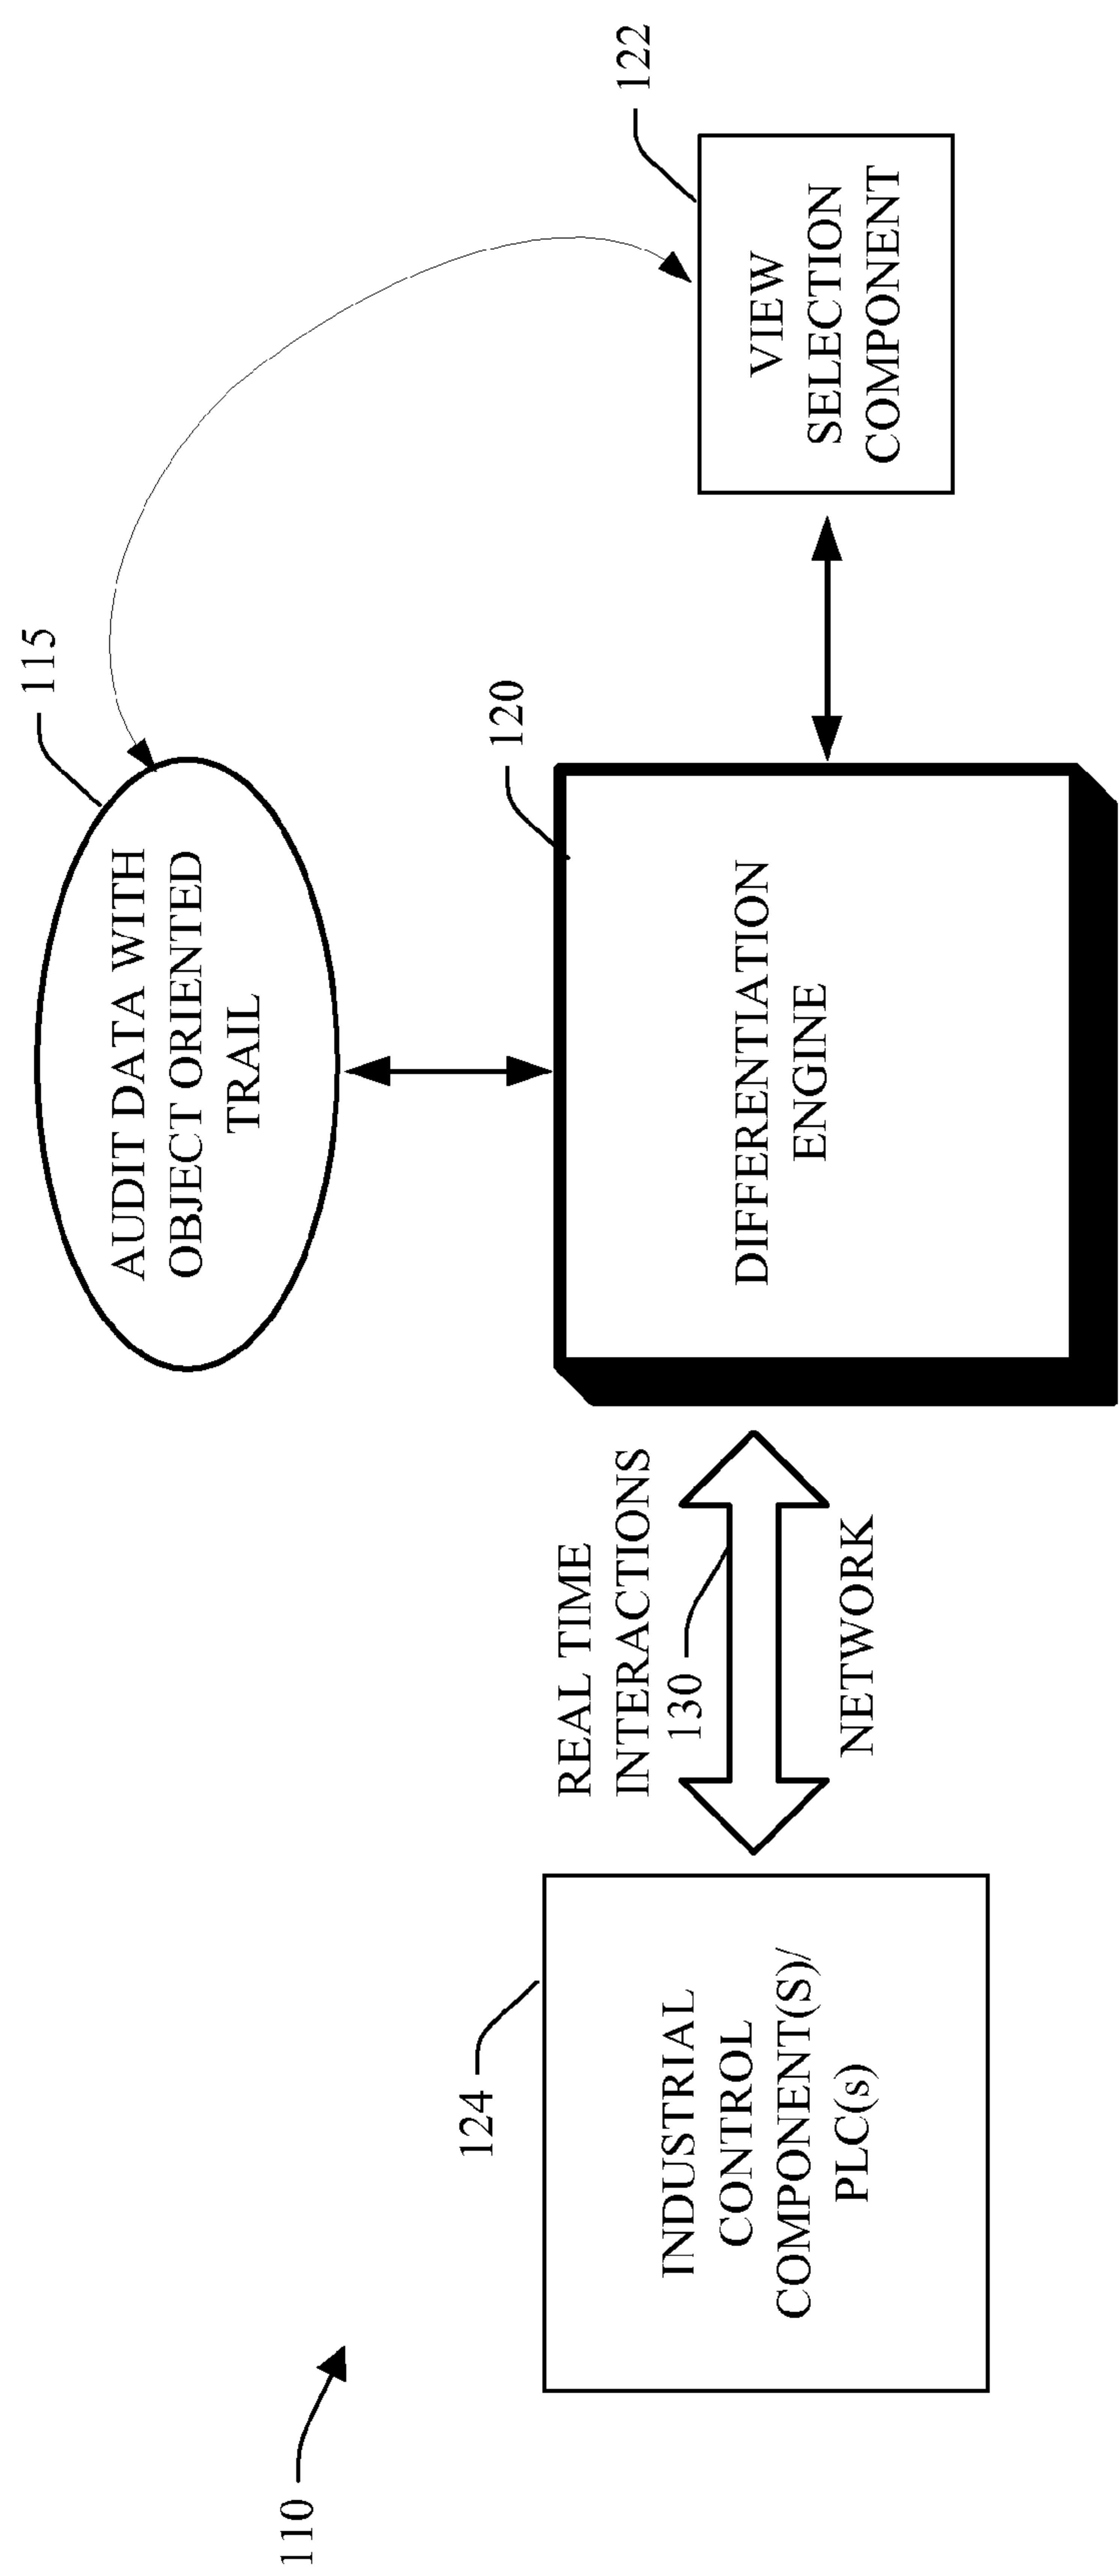 110
124
INDUSTRIAL
CONTROL
COMPONENT(S)/
PLC(s)
REAL TIME
INTERACTIONS
130
NETWORK
115
AUDIT DATA WITH
OBJECT ORIENTED
TRAIL
120
DIFFERENTIATION
ENGINE
122
VIEW
SELECTION
COMPONENT